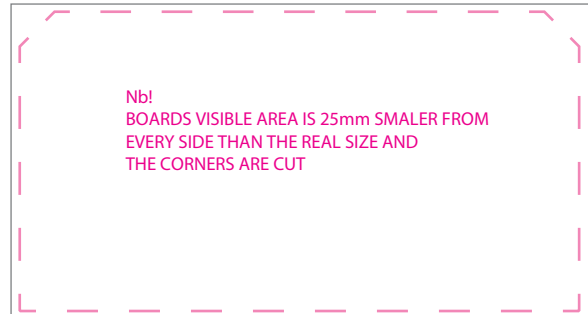 Nb!
BOARDS VISIBLE AREA IS 25mm SMALER FROM
EVERY SIDE THAN THE REAL SIZE AND
THE CORNERS ARE CUT